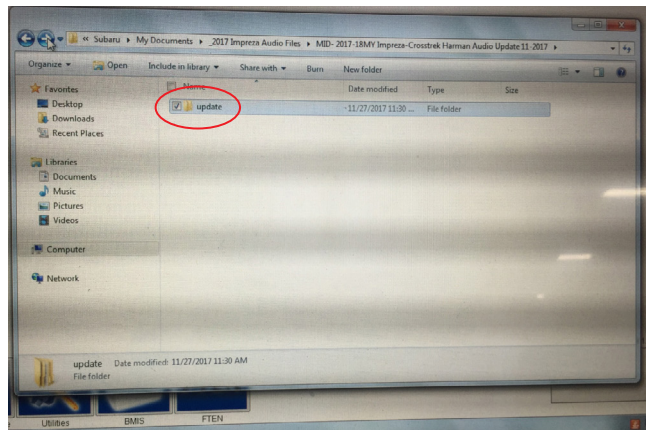 « Subaru ▸ My Documents ▸ _2017 Impreza Audio Files ▸ MID- 2017-18MY Impreza-Crosstrek Harman Audio Update 11-2017 ▸
Organize ▾ Open Include in library ▾ Share with ▾ Burn New folder
Favorites
Desktop
Downloads
Recent Places
Libraries
Documents
Music
Pictures
Videos
Computer
Network
Name Date modified Type Size
update -11/27/2017 11:30 ... File folder
update Date modified: 11/27/2017 11:30 AM
File folder
Utilities BMIS FTEN